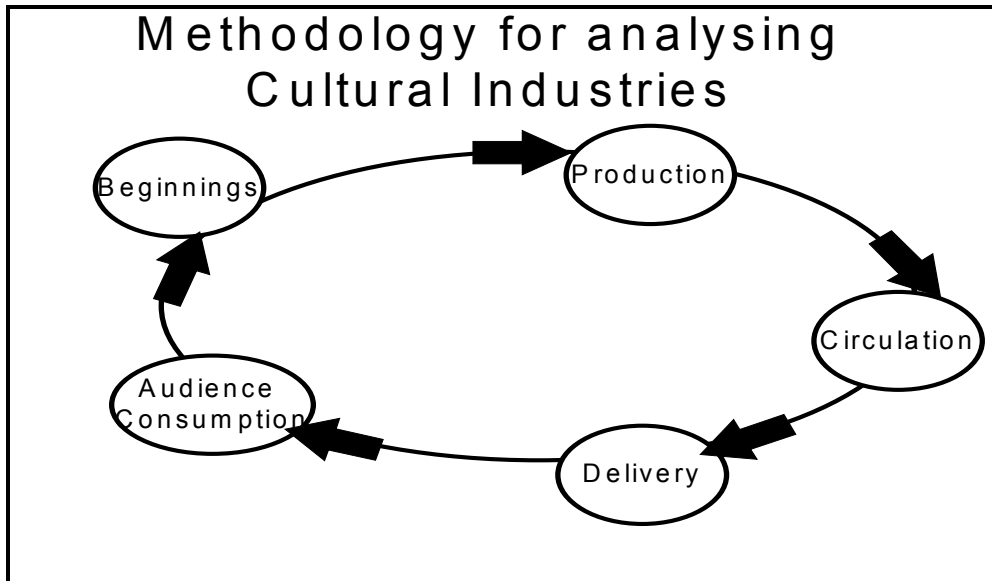 Methodology for analysing
Cultural Industries
Beginnings
Production
Circulation
Delivery
Audience
Consumption